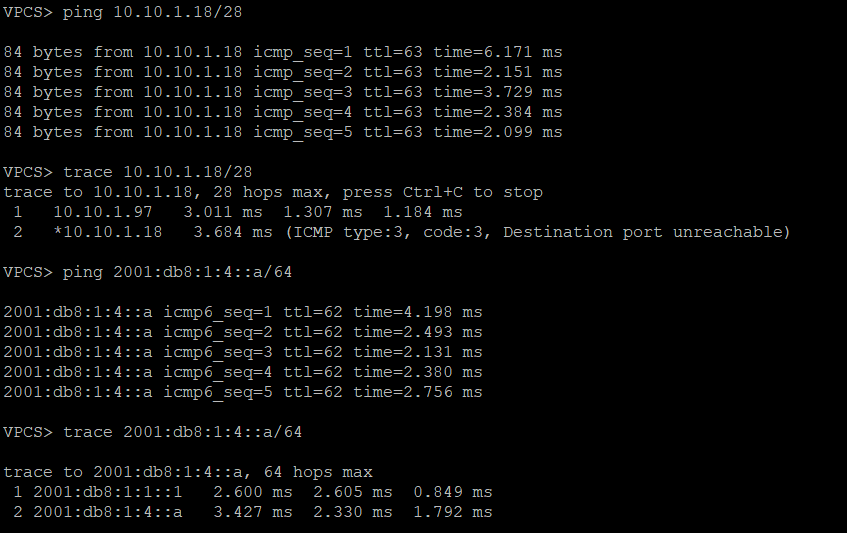 VPCS> ping 10.10.1.18/28
84 bytes from 10.10.1.18 icmp_seq=1 ttl=63 time=6.171 ms
84 bytes from 10.10.1.18 icmp_seq=2 ttl=63 time=2.151 ms
84 bytes from 10.10.1.18 icmp_seq=3 ttl=63 time=3.729 ms
84 bytes from 10.10.1.18 icmp_seq=4 ttl=63 time=2.384 ms
84 bytes from 10.10.1.18 icmp_seq=5 ttl=63 time=2.099 ms
VPCS> trace 10.10.1.18/28
trace to 10.10.1.18, 28 hops max, press Ctrl+C to stop
1   10.10.1.97   3.011 ms  1.307 ms  1.184 ms
2   *10.10.1.18   3.684 ms (ICMP type:3, code:3, Destination port unreachable)
VPCS> ping 2001:db8:1:4::a/64
2001:db8:1:4::a icmp6_seq=1 ttl=62 time=4.198 ms
2001:db8:1:4::a icmp6_seq=2 ttl=62 time=2.493 ms
2001:db8:1:4::a icmp6_seq=3 ttl=62 time=2.131 ms
2001:db8:1:4::a icmp6_seq=4 ttl=62 time=2.380 ms
2001:db8:1:4::a icmp6_seq=5 ttl=62 time=2.756 ms
VPCS> trace 2001:db8:1:4::a/64
trace to 2001:db8:1:4::a, 64 hops max
1 2001:db8:1:1::1   2.600 ms  2.605 ms  0.849 ms
2 2001:db8:1:4::a   3.427 ms  2.330 ms  1.792 ms